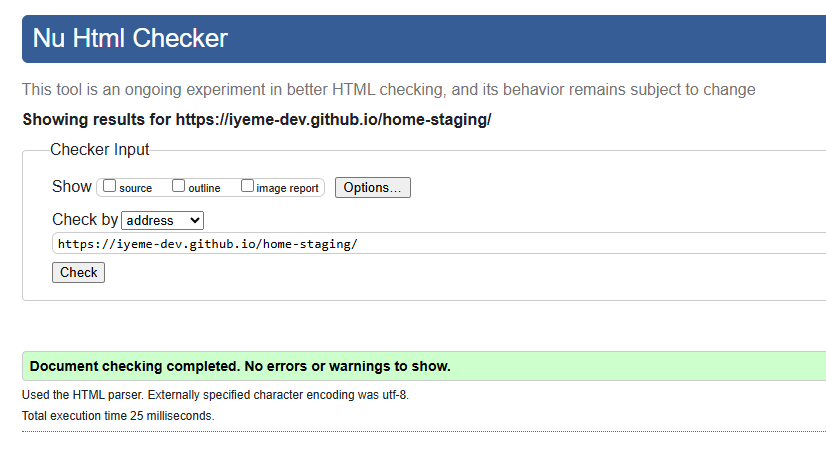 Nu Html Checker
This tool is an ongoing experiment in better HTML checking, and its behavior remains subject to change
Showing results for https://iyeme-dev.github.io/home-staging/
Checker Input
Show source outline image report Options...
Check by address
https://iyeme-dev.github.io/home-staging/
Check
Document checking completed. No errors or warnings to show.
Used the HTML parser. Externally specified character encoding was utf-8.
Total execution time 25 milliseconds.